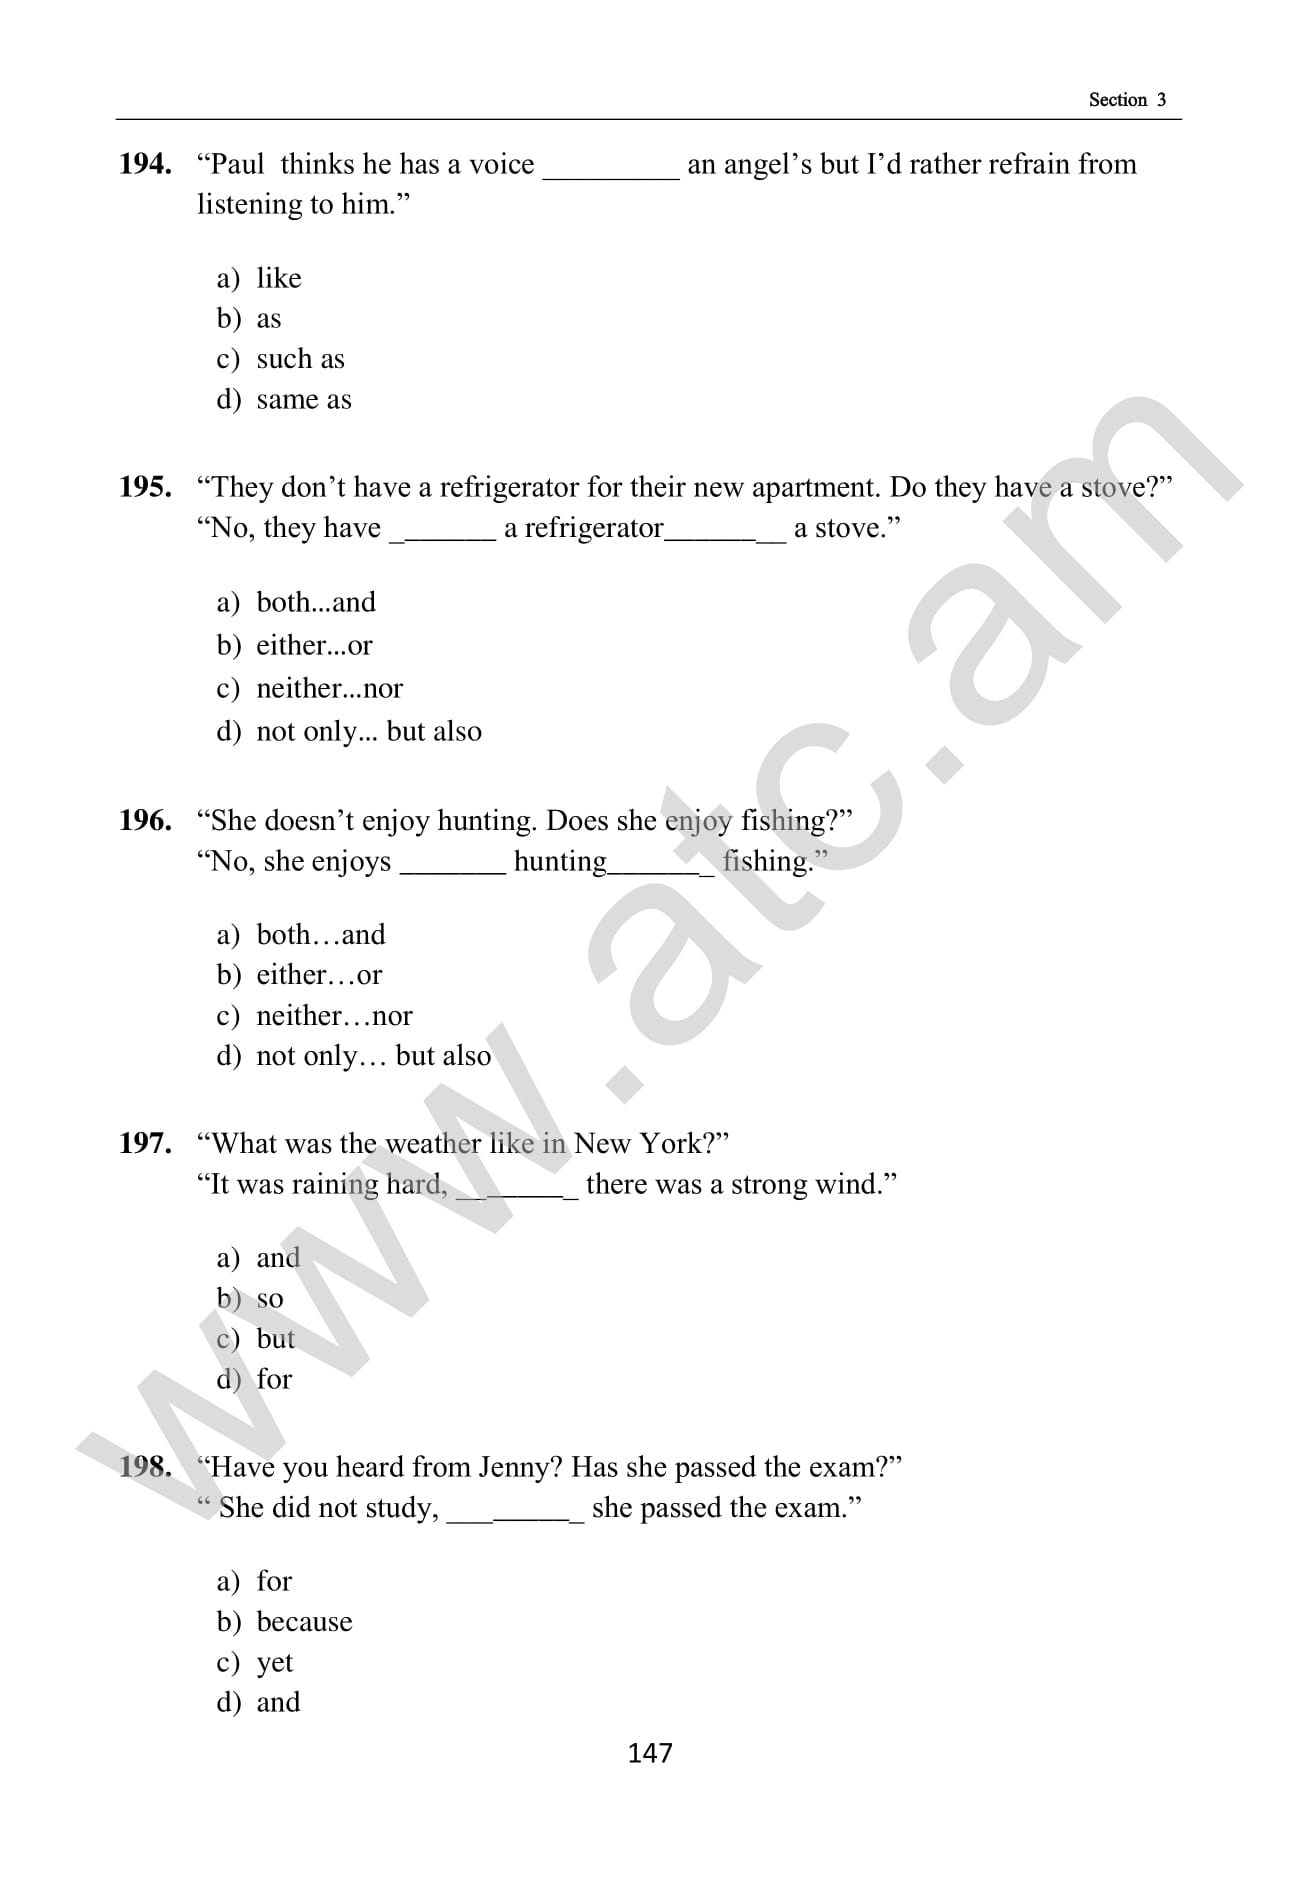 Section 3
194. “Paul thinks he has a voice _________ an angel’s but I’d rather refrain from
listening to him.”
a) like
b) as
c) such as
d) same as
195. “They don’t have a refrigerator for their new apartment. Do they have a stove?”
“No, they have _______ a refrigerator________ a stove.”
a) both...and
b) either...or
c) neither...nor
d) not only... but also
196. “She doesn’t enjoy hunting. Does she enjoy fishing?”
“No, she enjoys _______ hunting_______ fishing.”
a) both…and
b) either…or
c) neither…nor
d) not only… but also
197. “What was the weather like in New York?”
“It was raining hard, ________ there was a strong wind.”
a) and
b) so
c) but
d) for
198. “Have you heard from Jenny? Has she passed the exam?”
“ She did not study, _________ she passed the exam.”
a) for
b) because
c) yet
d) and
147
www.atc.am